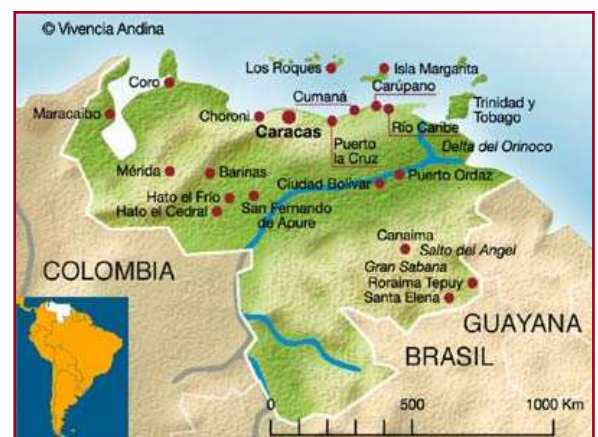 © Vivencia Andina
Coro
Los Roques
Isla Margarita
Cumaná
Carúpano
Trinidad y
Tobago
Maracaibo
Choroni
Caracas
Río Caribe
Puerto
la Cruz
Delta del Orinoco
Mérida
Barinas
Ciudad Bolivar
Puerto Ordaz
Hato el Frío
Hato el Cedral
San Fernando
de Apure
Canaima
Salto del Angel
Gran Sabana
Roraima Tepuy
Santa Elena
COLOMBIA
GUAYANA
BRASIL
0 500 1000 Km